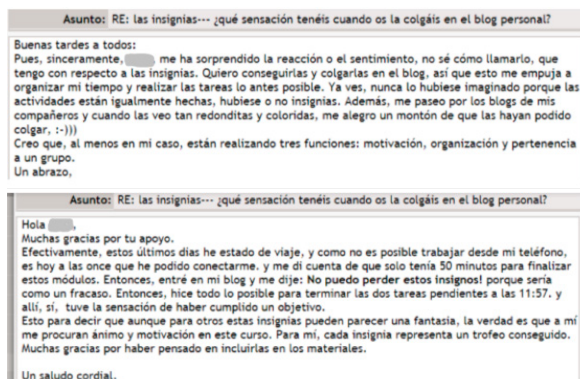 Asunto: RE: las insignias--- ¿qué sensación tenéis cuando os la colgáis en el blog personal?
Buenas tardes a todos:
Pues, sinceramente, me ha sorprendido la reacción o el sentimiento, no sé cómo llamarlo, que
tengo con respecto a las insignias. Quiero conseguirlas y colgarlas en el blog, así que esto me empuja a
organizar mi tiempo y realizar las tareas lo antes posible. Ya ves, nunca lo hubiese imaginado porque las
actividades están igualmente hechas, hubiese o no insignias. Además, me paseo por los blogs de mis
compañeros y cuando las veo tan redonditas y coloridas, me alegro un montón de que las hayan podido
colgar, :-)))
Creo que, al menos en mi caso, están realizando tres funciones: motivación, organización y pertenencia
a un grupo.
Un abrazo,
Asunto: RE: las insignias--- ¿qué sensación tenéis cuando os la colgáis en el blog personal?
Hola ,
Muchas gracias por tu apoyo.
Efectivamente, estos últimos días he estado de viaje, y como no es posible trabajar desde mi teléfono,
es hoy a las once que he podido conectarme. y me di cuenta de que solo tenía 50 minutos para finalizar
estos módulos. Entonces, entré en mi blog y me dije: No puedo perder estos insignos! porque sería
como un fracaso. Entonces, hice todo lo posible para terminar las dos tareas pendientes a las 11:57. y
allí, sí, tuve la sensación de haber cumplido un objetivo.
Esto para decir que aunque para otros estas insignias pueden parecer una fantasía, la verdad es que a mí
me procuran ánimo y motivación en este curso. Para mí, cada insignia representa un trofeo conseguido.
Muchas gracias por haber pensado en incluirlas en los materiales.
Un saludo cordial.